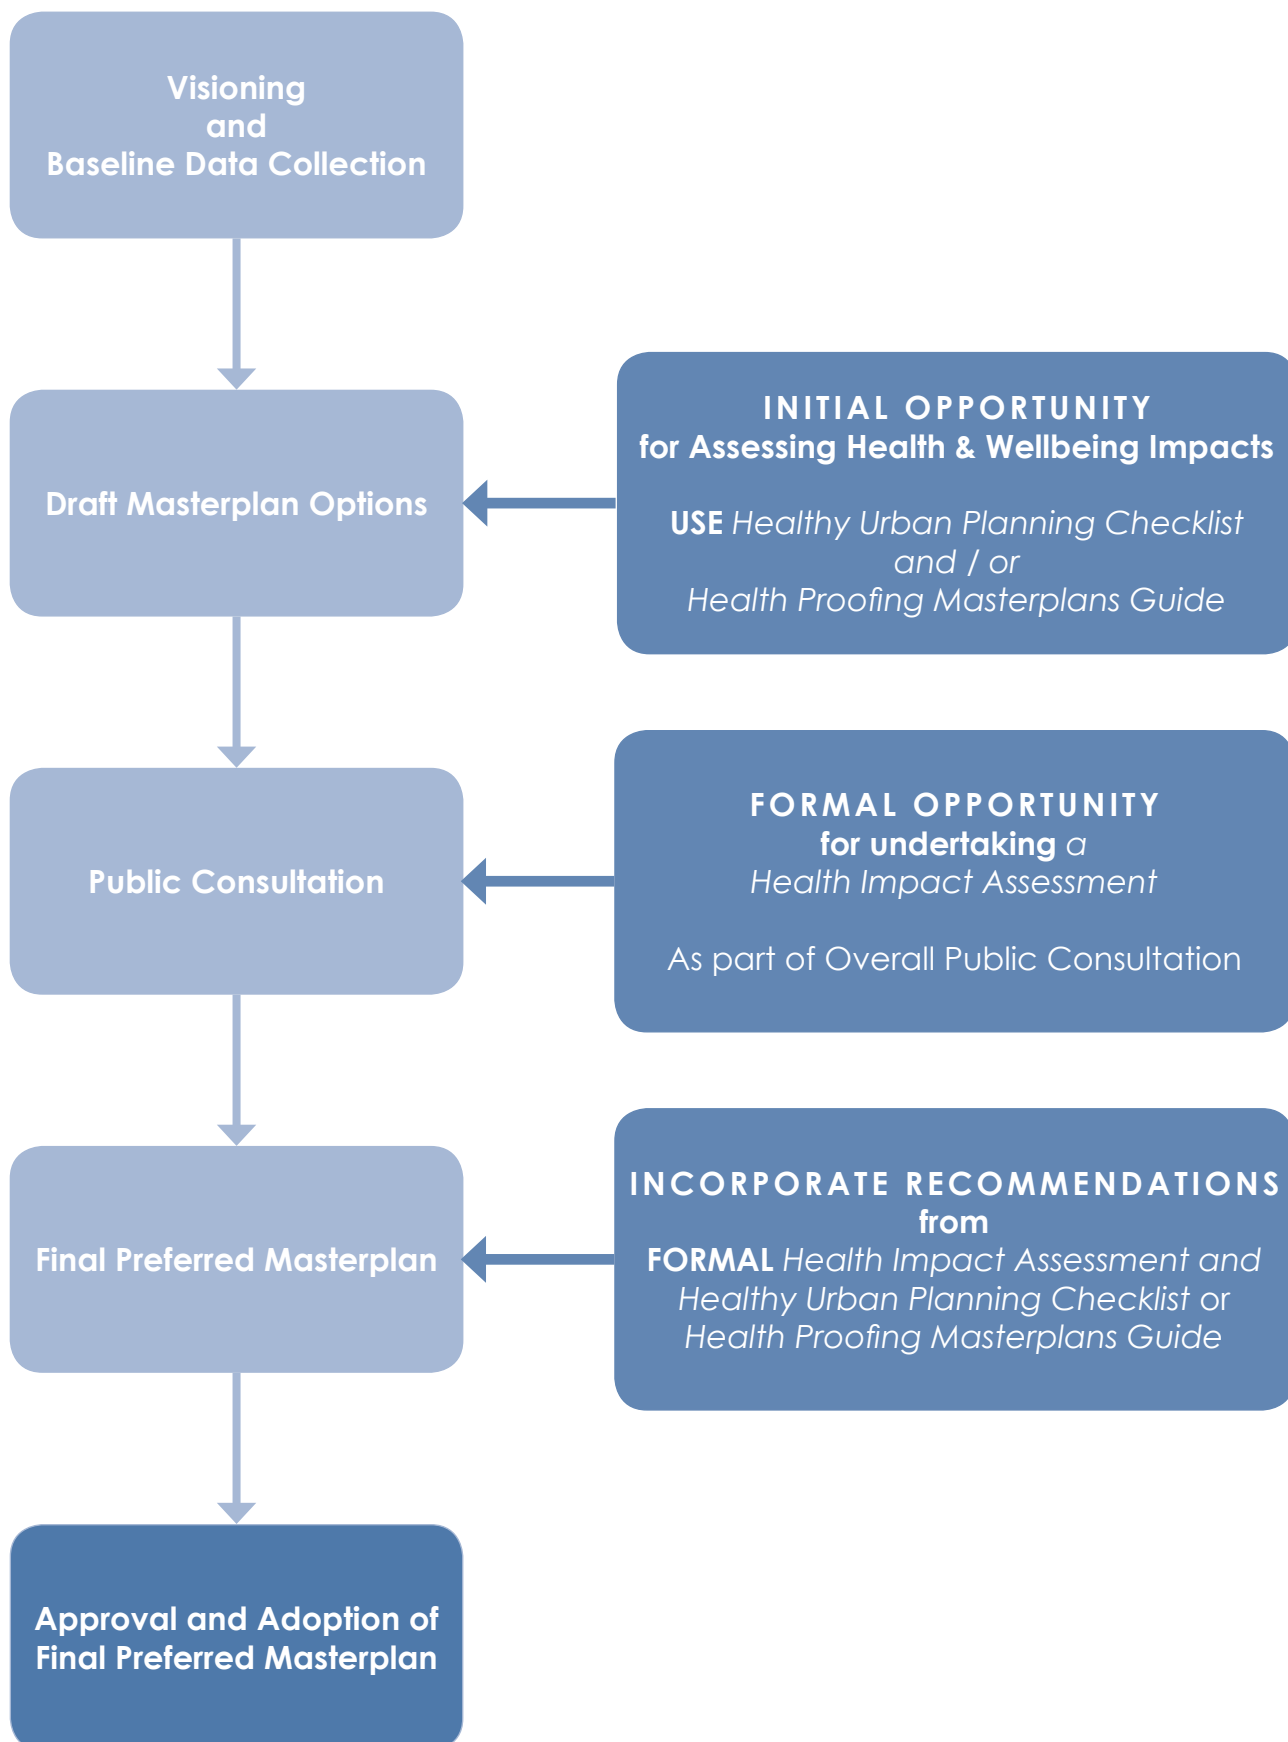 Visioning
and
Baseline Data Collection
Draft Masterplan Options
INITIAL OPPORTUNITY
for Assessing Health & Wellbeing Impacts
USE Healthy Urban Planning Checklist
and / or
Health Proofing Masterplans Guide
Public Consultation
FORMAL OPPORTUNITY
for undertaking a
Health Impact Assessment
As part of Overall Public Consultation
Final Preferred Masterplan
INCORPORATE RECOMMENDATIONS
from
FORMAL Health Impact Assessment and
Healthy Urban Planning Checklist or
Health Proofing Masterplans Guide
Approval and Adoption of
Final Preferred Masterplan